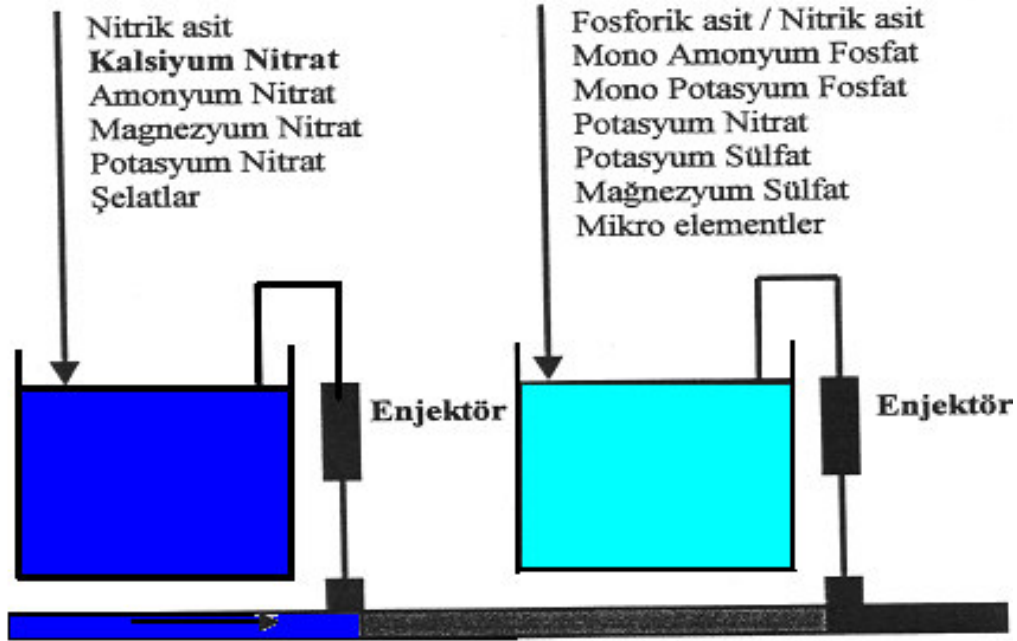 Nitrik asit
Kalsiyum Nitrat
Amonyum Nitrat
Magnezyum Nitrat
Potasyum Nitrat
Şelatlar
Fosforik asit / Nitrik asit
Mono Amonyum Fosfat
Mono Potasyum Fosfat
Potasyum Nitrat
Potasyum Sülfat
Mağnezyum Sülfat
Mikro elementler
Enjektör
Enjektör